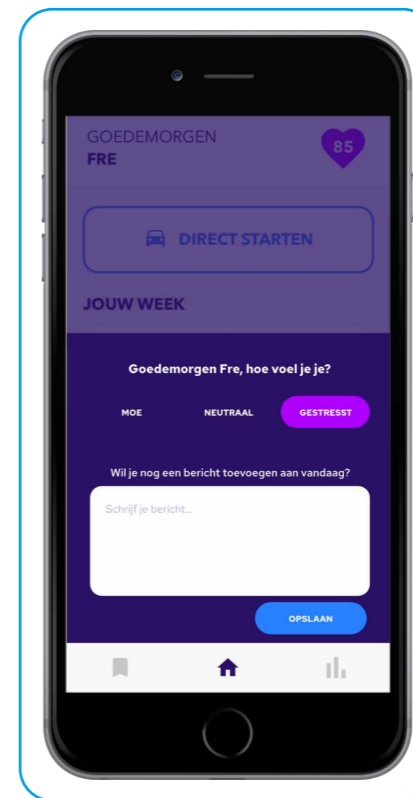 GOEDEMORGEN
FRE
85
DIRECT STARTEN
JOUW WEEK
Goedemorgen Fre, hoe voel je je?
MOE NEUTRAAL GESTRESST
Wil je nog een bericht toevoegen aan vandaag?
Schrijf je bericht...
OPSLAAN